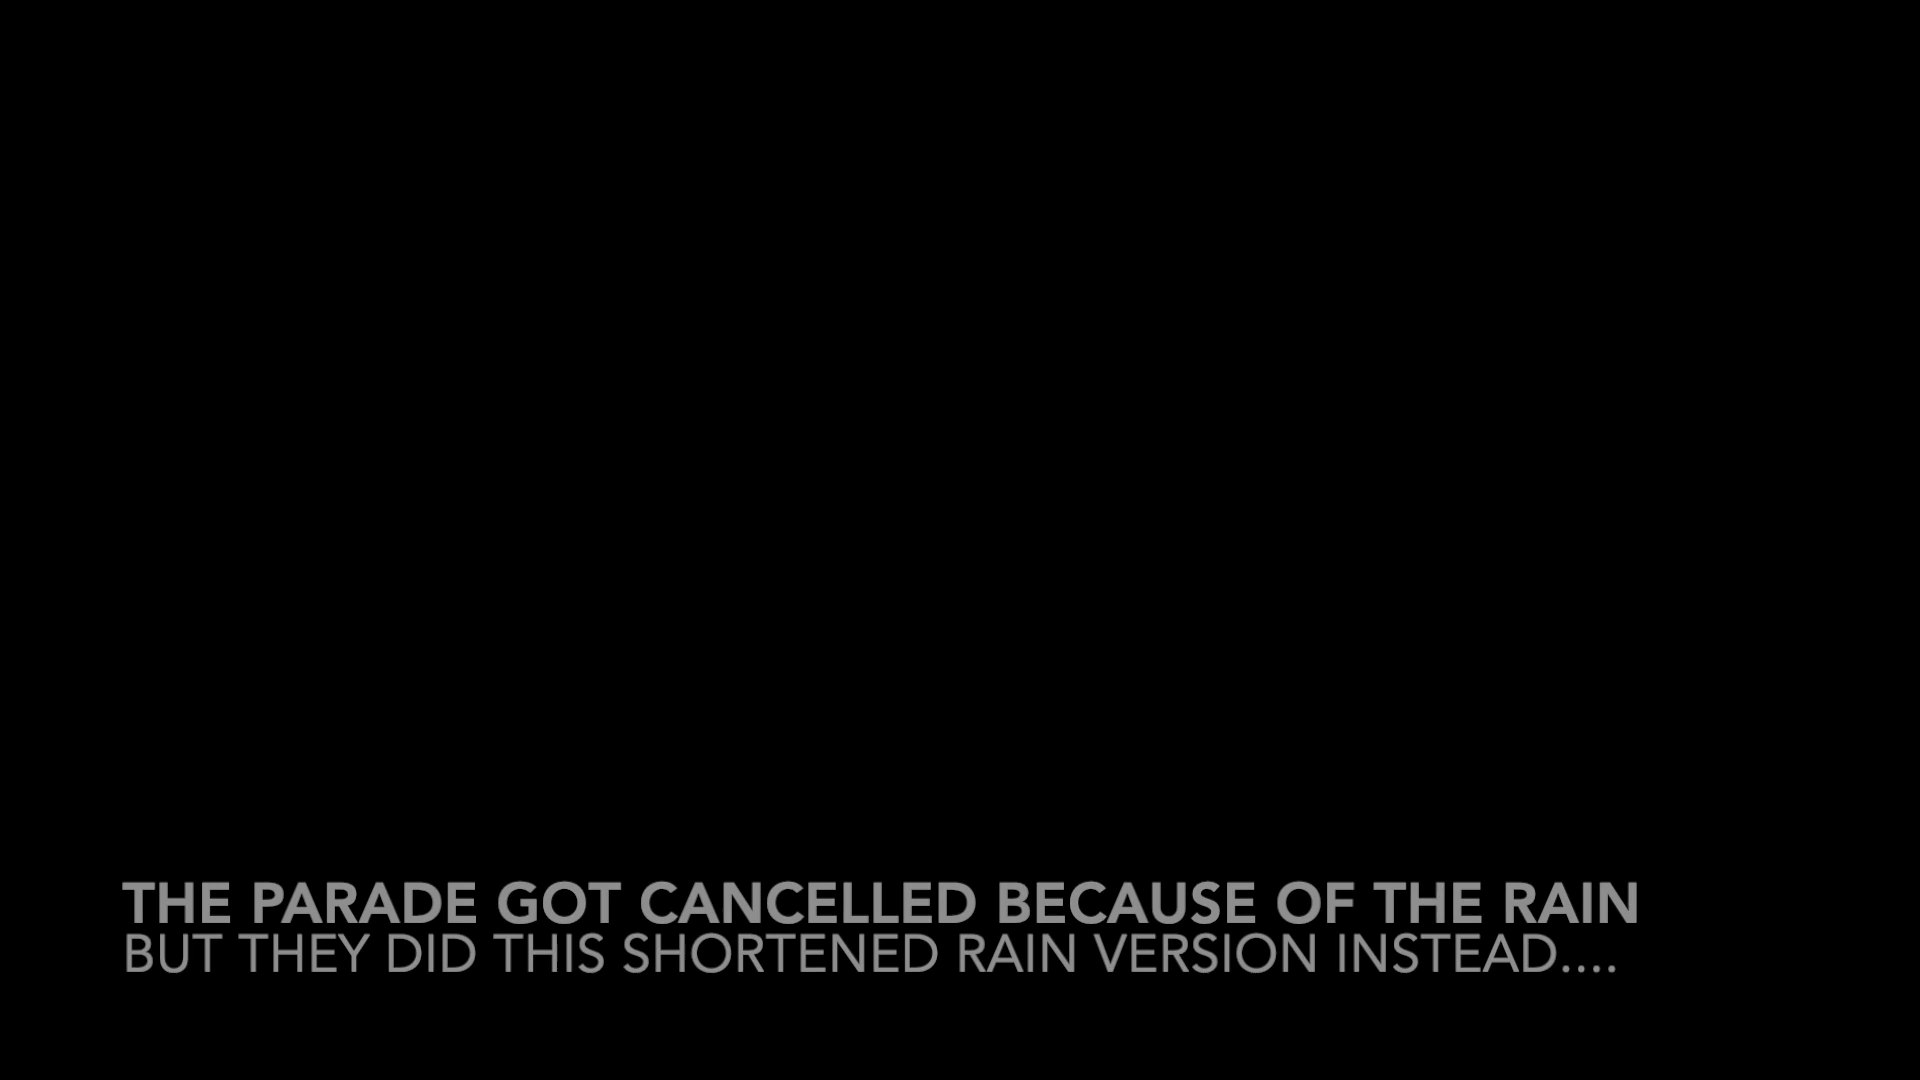 THE PARADE GOT CANCELLED BECAUSE OF THE RAIN
BUT THEY DID THIS SHORTENED RAIN VERSION INSTEAD....